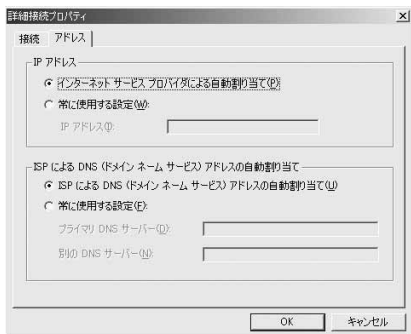 詳細接続プロパティ
接続 アドレス
IP アドレス
インターネット サービス プロバイダによる自動割り当て(P)
常に使用する設定(W):
IP アドレス(I):
ISP による DNS (ドメイン ネーム サービス) アドレスの自動割り当て
ISP による DNS (ドメイン ネーム サービス) アドレスの自動割り当て(U)
常に使用する設定(F):
プライマリ DNS サーバー(D):
別の DNS サーバー(N):
OK キャンセル